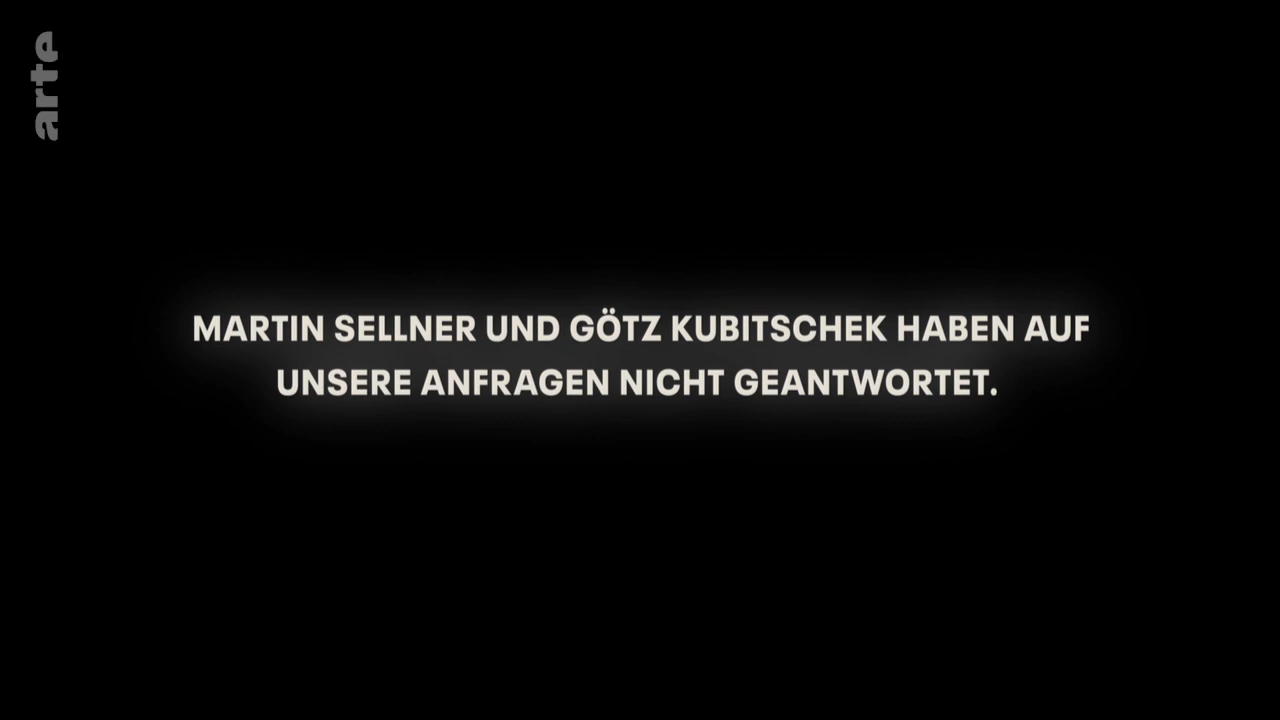 arte
MARTIN SELLNER UND GÖTZ KUBITSCHEK HABEN AUF
UNSERE ANFRAGEN NICHT GEANTWORTET.